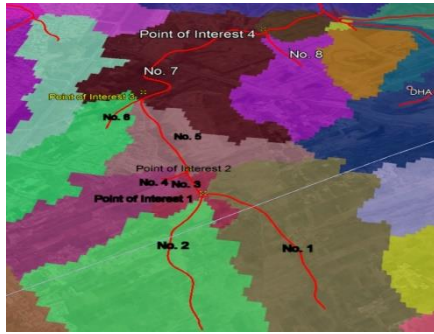 Point of Interest 4
No. 8
No. 7
DHA
Point of Interest 3
No. 6
No. 5
Point of Interest 2
No. 4
No. 3
Point of Interest 1
No. 2
No. 1